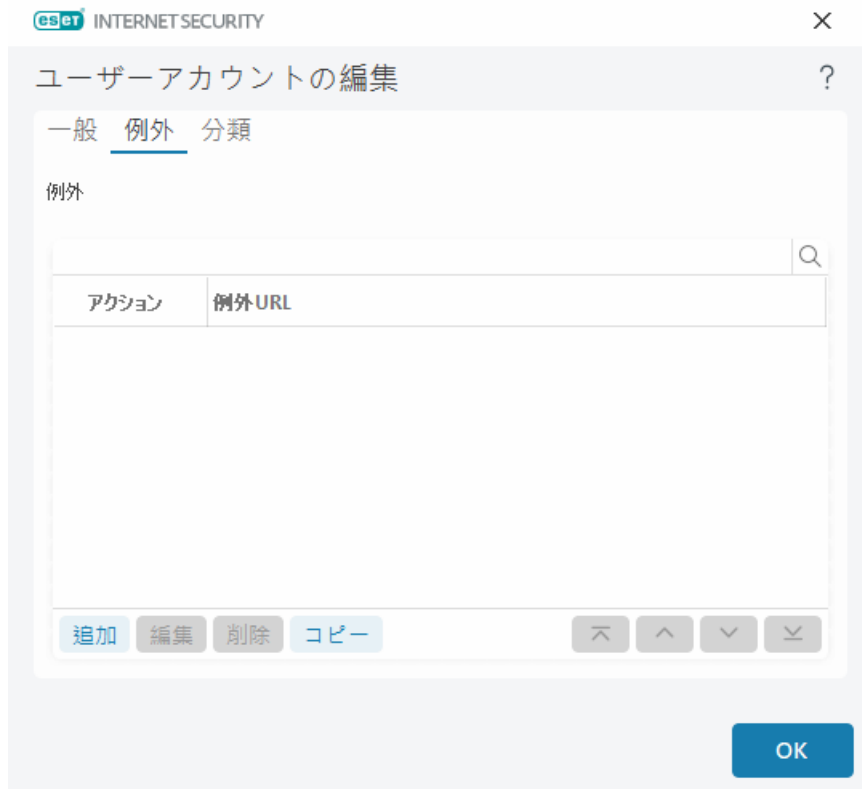 eset INTERNET SECURITY
ユーザーアカウントの編集 ?
一般 例外 分類
例外
アクション 例外URL
追加 編集 削除 コピー
OK